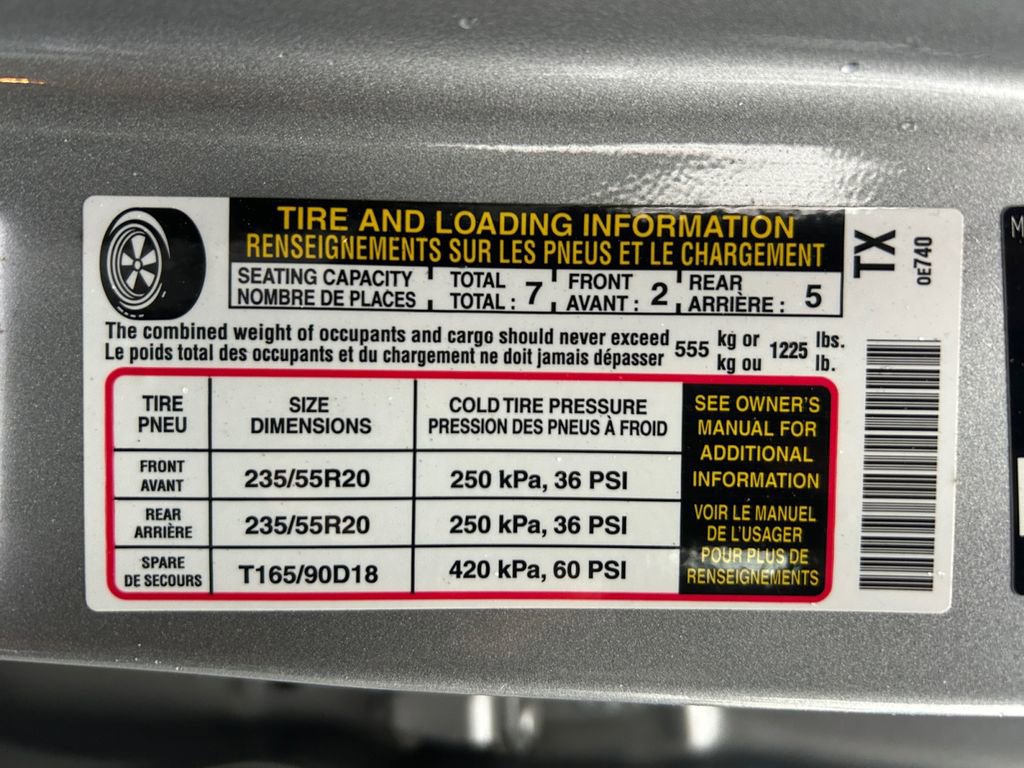 TIRE AND LOADING INFORMATION
RENSEIGNEMENTS SUR LES PNEUS ET LE CHARGEMENT
SEATING CAPACITY TOTAL FRONT REAR
NOMBRE DE PLACES TOTAL : 7 AVANT : 2 ARRIÈRE : 5
The combined weight of occupants and cargo should never exceed 555 kg or 1225 lbs.
Le poids total des occupants et du chargement ne doit jamais dépasser kg ou lb.
TIRE SIZE COLD TIRE PRESSURE
PNEU DIMENSIONS PRESSION DES PNEUS À FROID
FRONT
AVANT 235/55R20 250 kPa, 36 PSI
REAR
ARRIÈRE 235/55R20 250 kPa, 36 PSI
SPARE
DE SECOURS T165/90D18 420 kPa, 60 PSI
SEE OWNER'S
MANUAL FOR
ADDITIONAL
INFORMATION
VOIR LE MANUEL
DE L'USAGER
POUR PLUS DE
RENSEIGNEMENTS
TX
0E740